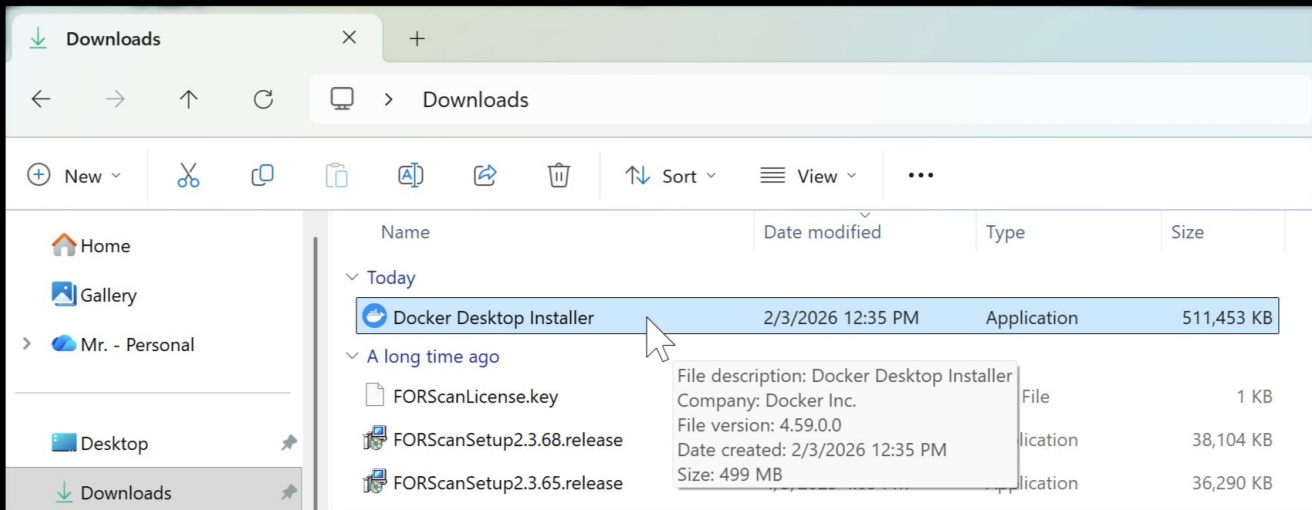 Downloads
Downloads
New
Sort
View
Name Date modified Type Size
Home
Gallery
Mr. - Personal
Desktop
Downloads
Today
Docker Desktop Installer 2/3/2026 12:35 PM Application 511,453 KB
A long time ago
FORScanLicense.key File 1 KB
FORScanSetup2.3.68.release lication 38,104 KB
FORScanSetup2.3.65.release lication 36,290 KB
File description: Docker Desktop Installer
Company: Docker Inc.
File version: 4.59.0.0
Date created: 2/3/2026 12:35 PM
Size: 499 MB